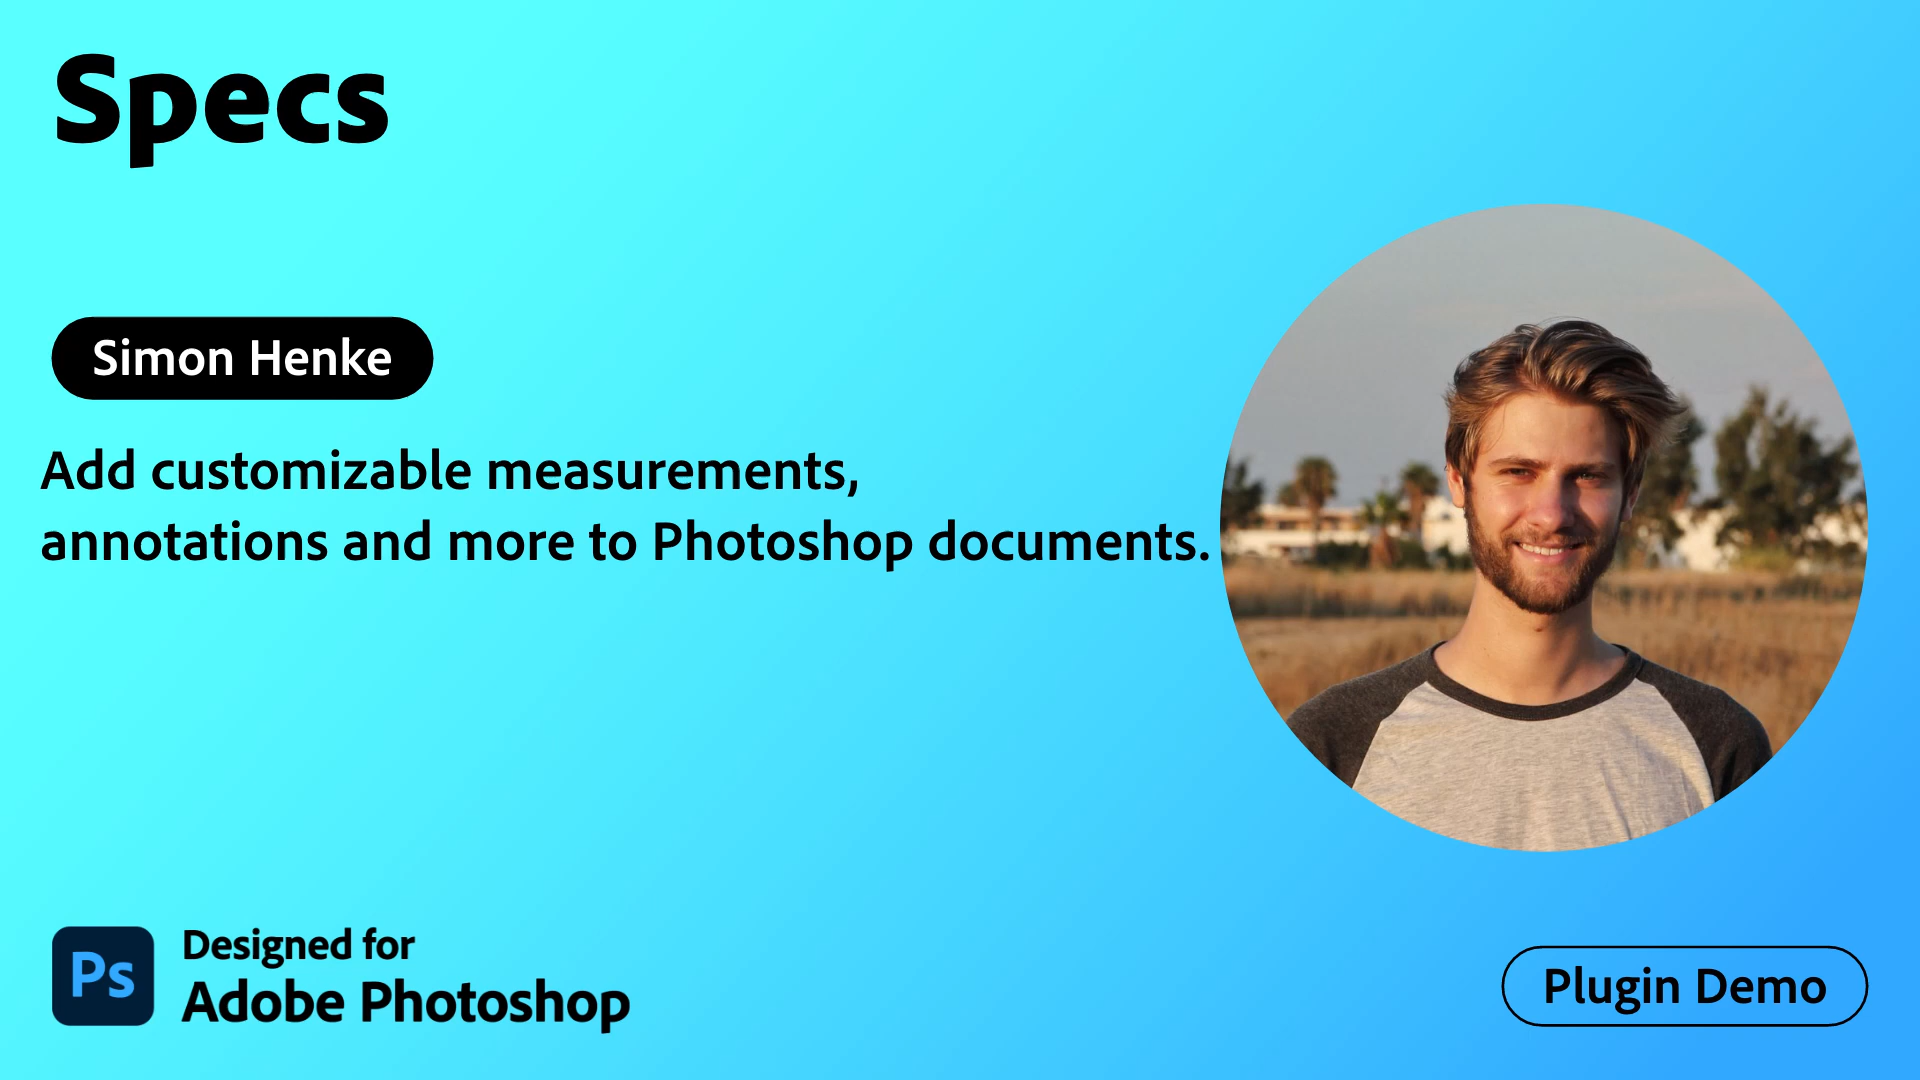 Specs
Simon Henke
Add customizable measurements,
annotations and more to Photoshop documents.
Ps
Designed for
Adobe Photoshop
Plugin Demo